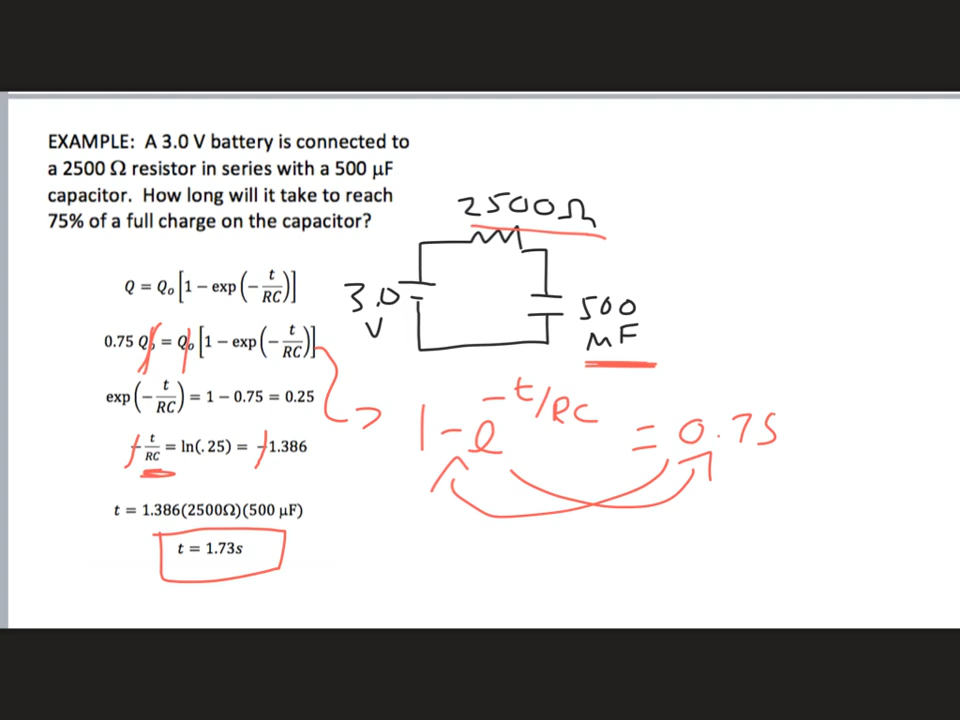 EXAMPLE: A 3.0 V battery is connected to
a 2500 Ω resistor in series with a 500 μF
capacitor. How long will it take to reach
75% of a full charge on the capacitor?
Q = Qₒ [1 − exp(− t/RC)]
0.75 Qₒ = Qₒ [1 − exp(− t/RC)]
exp(− t/RC) = 1 − 0.75 = 0.25
− t/RC = ln(.25) = −1.386
t = 1.386(2500Ω)(500 μF)
t = 1.73s
2500Ω
3.0
V
500
MF
1 - e^-t/RC = 0.75